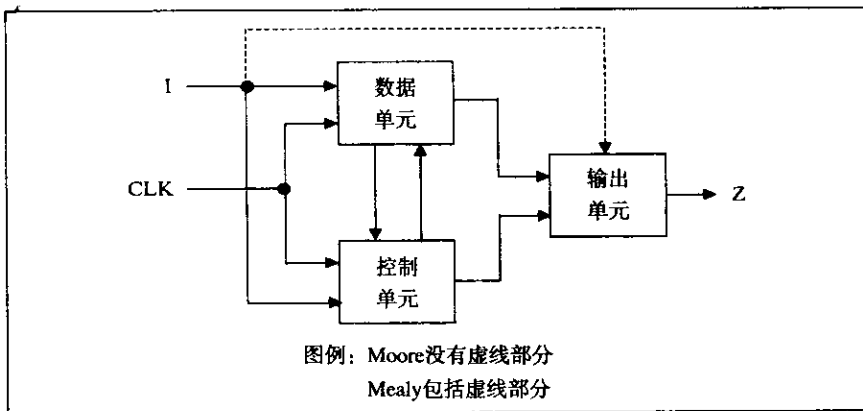 I
数据
单元
CLK
输出
单元
Z
控制
单元
图例：Moore没有虚线部分
Mealy包括虚线部分